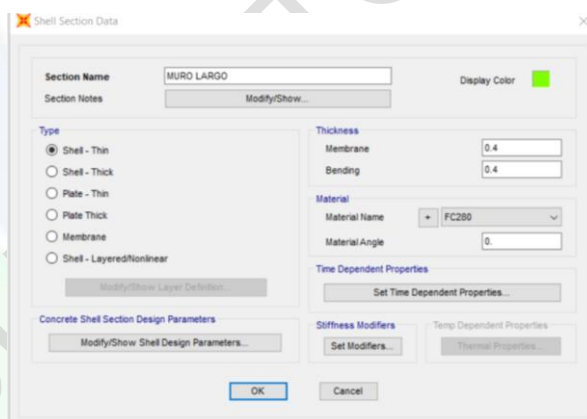 Shell Section Data
Section Name MURO LARGO Display Color
Section Notes Modify/Show...
Type
Shell - Thin
Shell - Thick
Plate - Thin
Plate Thick
Membrane
Shell - Layered/Nonlinear
Modify/Show Layer Definition...
Concrete Shell Section Design Parameters
Modify/Show Shell Design Parameters...
Thickness
Membrane 0.4
Bending 0.4
Material
Material Name + FC280
Material Angle 0.
Time Dependent Properties
Set Time Dependent Properties...
Stiffness Modifiers
Set Modifiers...
Temp Dependent Properties
Thermal Properties...
OK Cancel